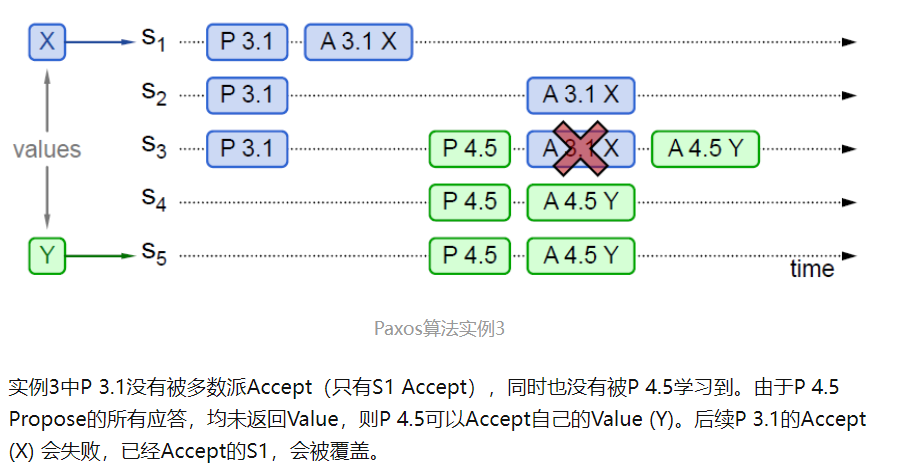 X S1 P 3.1 A 3.1 X
S2 P 3.1 A 3.1 X
values S3 P 3.1 P 4.5 A 3.1 X A 4.5 Y
S4 P 4.5 A 4.5 Y
Y S5 P 4.5 A 4.5 Y
time
Paxos算法实例3
实例3中P 3.1没有被多数派Accept（只有S1 Accept），同时也没有被P 4.5学习到。由于P 4.5
Propose的所有应答，均未返回Value，则P 4.5可以Accept自己的Value (Y)。后续P 3.1的Accept
(X) 会失败，已经Accept的S1，会被覆盖。